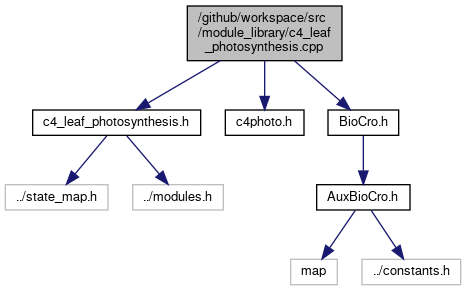 /github/workspace/src
/module_library/c4_leaf
_photosynthesis.cpp
c4_leaf_photosynthesis.h
c4photo.h
BioCro.h
../state_map.h
../modules.h
AuxBioCro.h
map
../constants.h